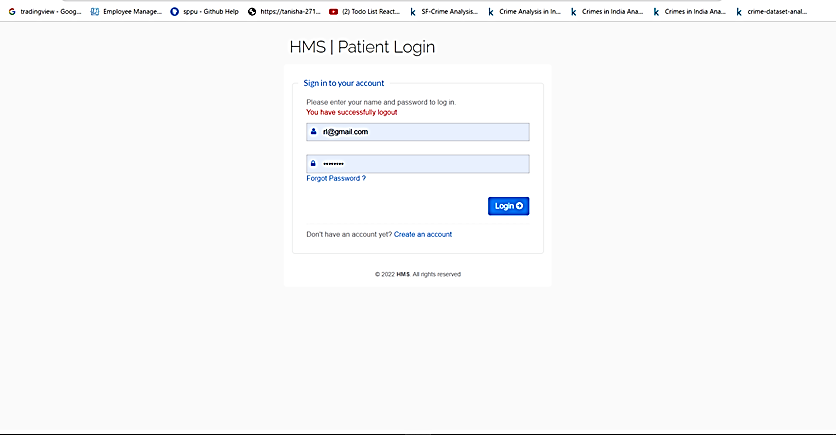 tradingview - Goog... Employee Manage... sppu - Github Help https://tanisha-271... (2) Todo List React... SF-Crime Analysis... Crime Analysis in In... Crimes in India Ana... Crimes in India Ana... crime-dataset-anal...
HMS | Patient Login
Sign in to your account
Please enter your name and password to log in.
You have successfully logout
rl@gmail.com
••••••••
Forgot Password ?
Login
Don't have an account yet? Create an account
© 2022 HMS. All rights reserved